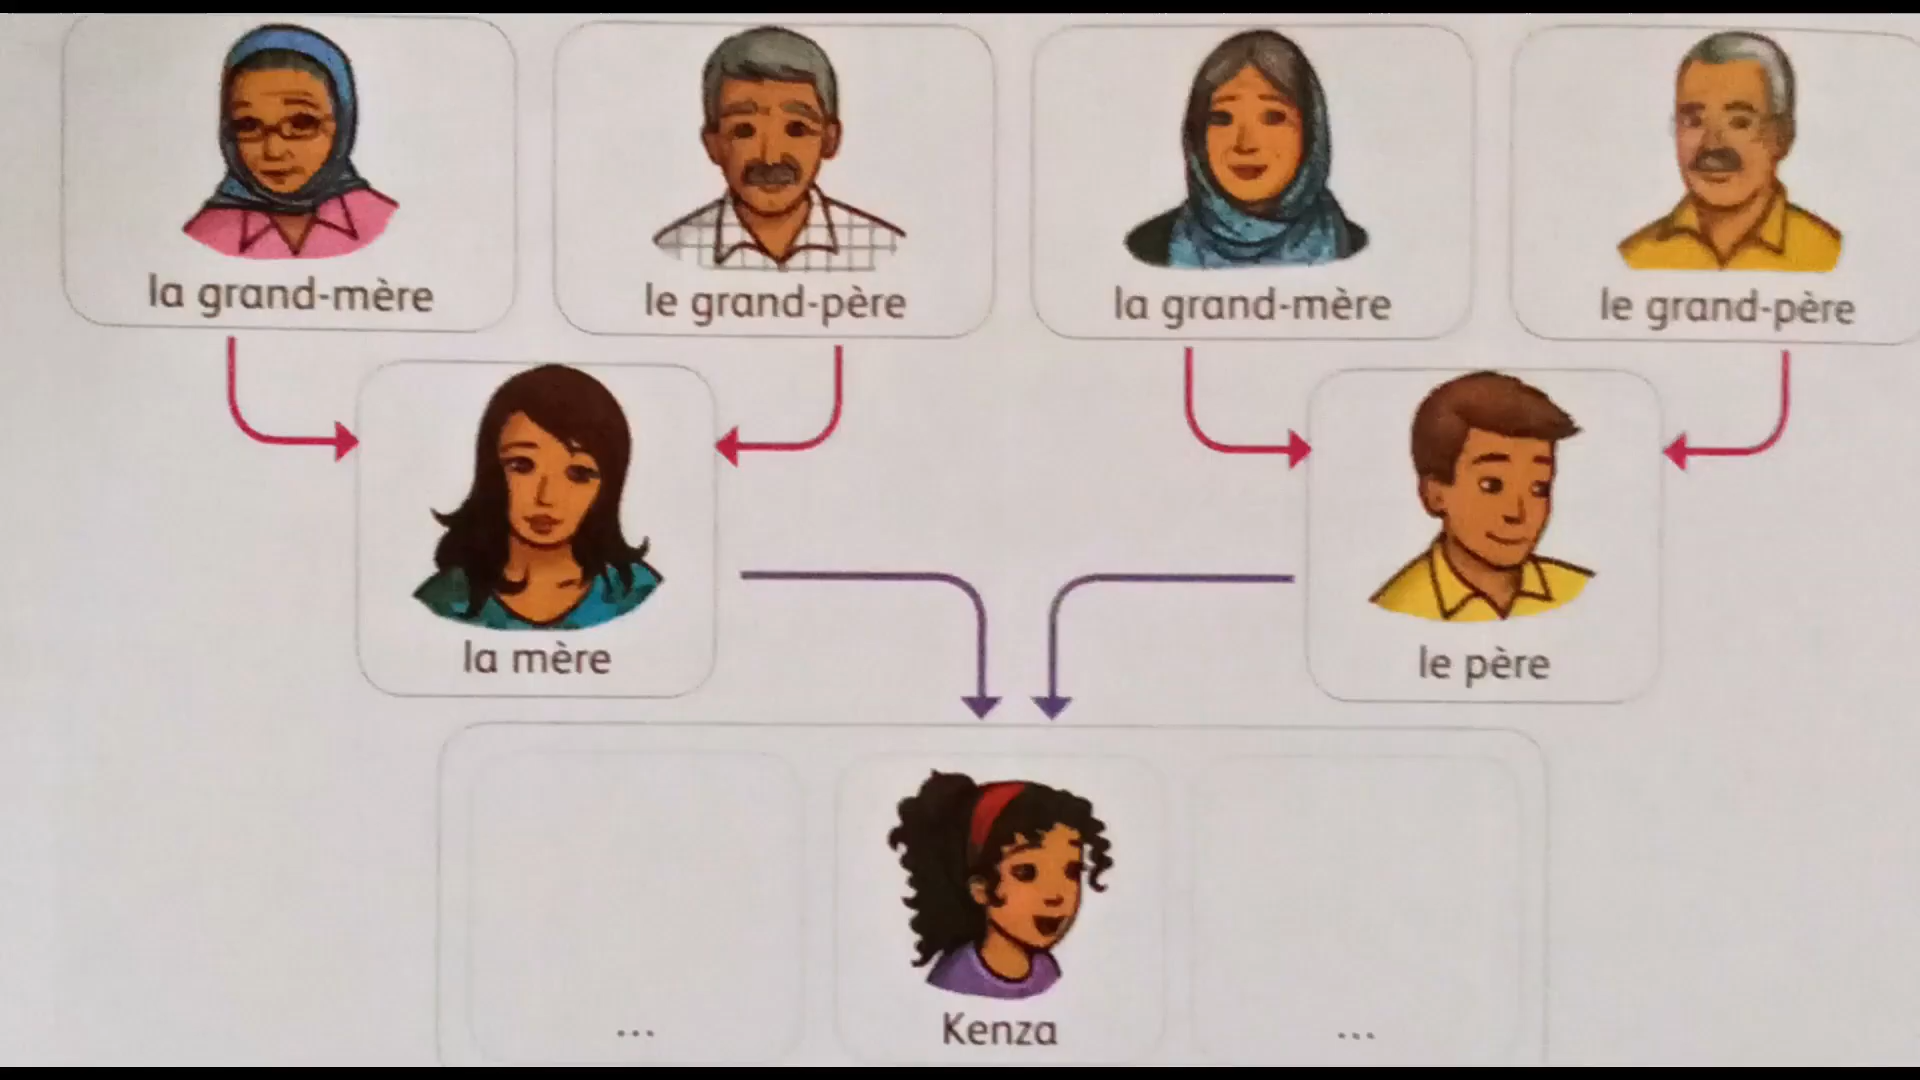 la grand-mère
le grand-père
la grand-mère
le grand-père
la mère
le père
...
Kenza
...